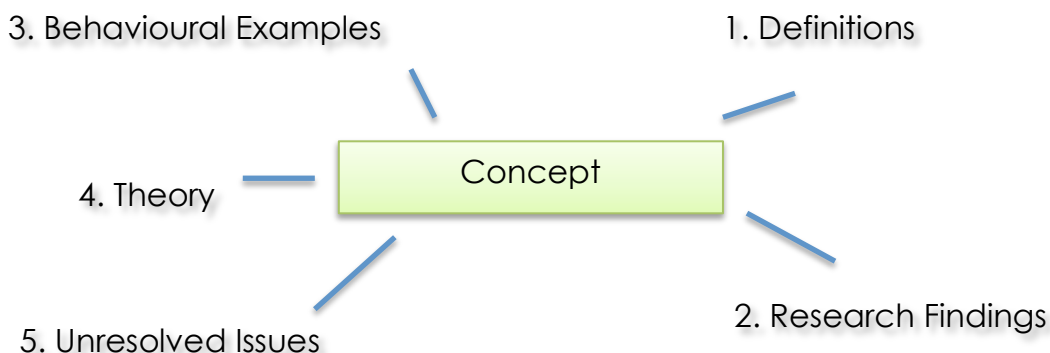 3. Behavioural Examples
1. Definitions
Concept
4. Theory
2. Research Findings
5. Unresolved Issues